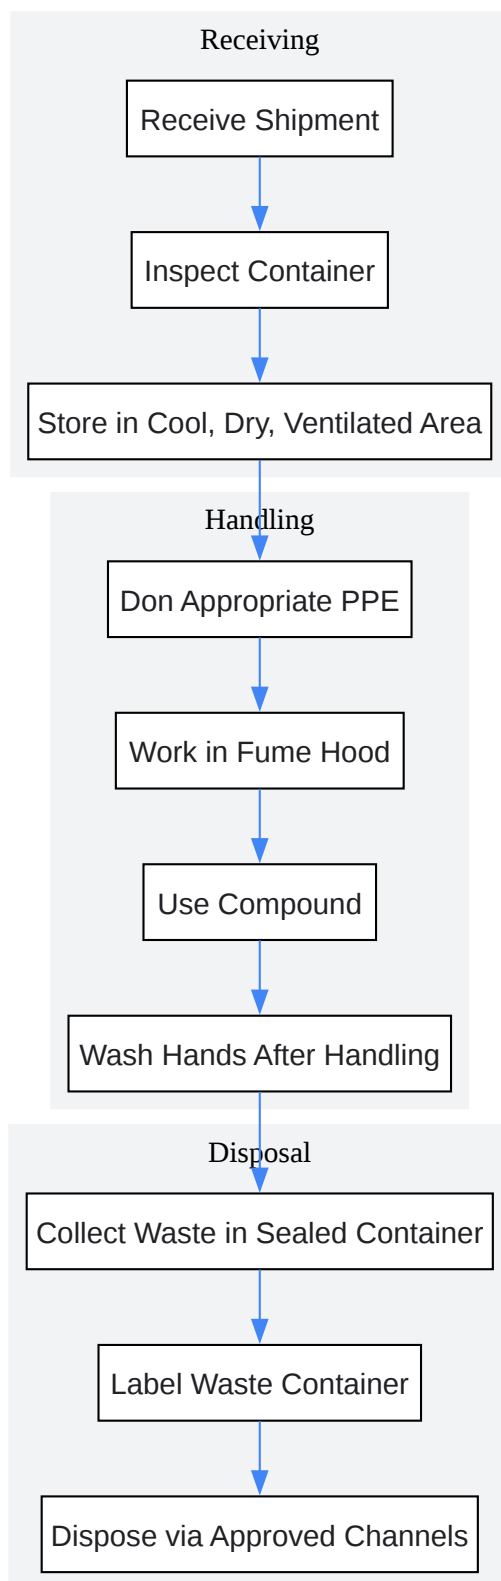 Receiving
Receive Shipment
Inspect Container
Store in Cool, Dry, Ventilated Area
Handling
Don Appropriate PPE
Work in Fume Hood
Use Compound
Wash Hands After Handling
Disposal
Collect Waste in Sealed Container
Label Waste Container
Dispose via Approved Channels